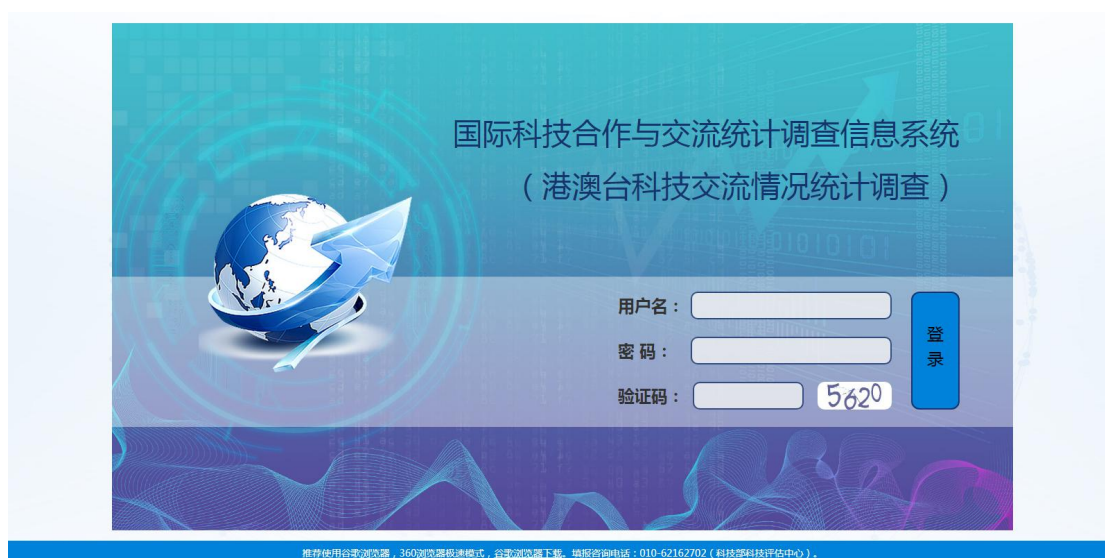 国际科技合作与交流统计调查信息系统
（港澳台科技交流情况统计调查）
用户名：
密 码：
验证码： 5620
登录
推荐使用谷歌浏览器，360浏览器极速模式，谷歌浏览器下载。填报咨询电话：010-62162702（科技部科技评估中心）。